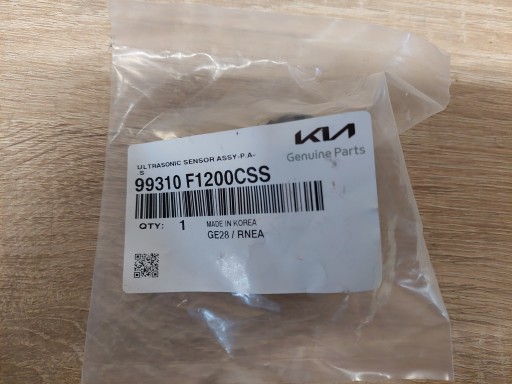 KIA
Genuine Parts
ULTRASONIC SENSOR ASSY-P.A-
S
99310 F1200CSS
QTY: 1 MADE IN KOREA
GE28 / RNEA